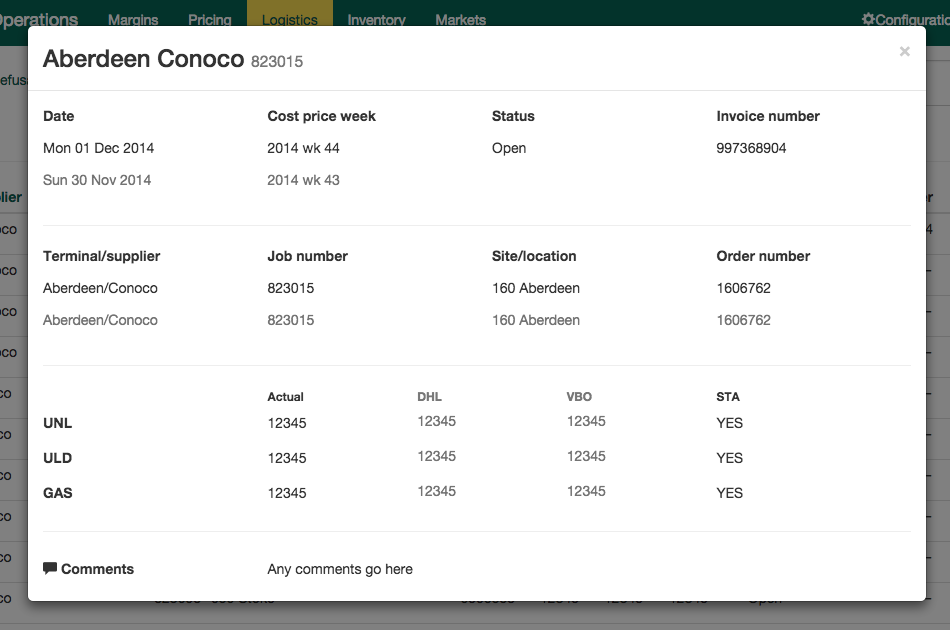 Operations Margins Pricing Logistics Inventory Markets
Aberdeen Conoco 823015 ×
Date Cost price week Status Invoice number
Mon 01 Dec 2014 2014 wk 44 Open 997368904
Sun 30 Nov 2014 2014 wk 43
Terminal/supplier Job number Site/location Order number
Aberdeen/Conoco 823015 160 Aberdeen 1606762
Aberdeen/Conoco 823015 160 Aberdeen 1606762
Actual DHL VBO STA
UNL 12345 12345 12345 YES
ULD 12345 12345 12345 YES
GAS 12345 12345 12345 YES
Comments Any comments go here